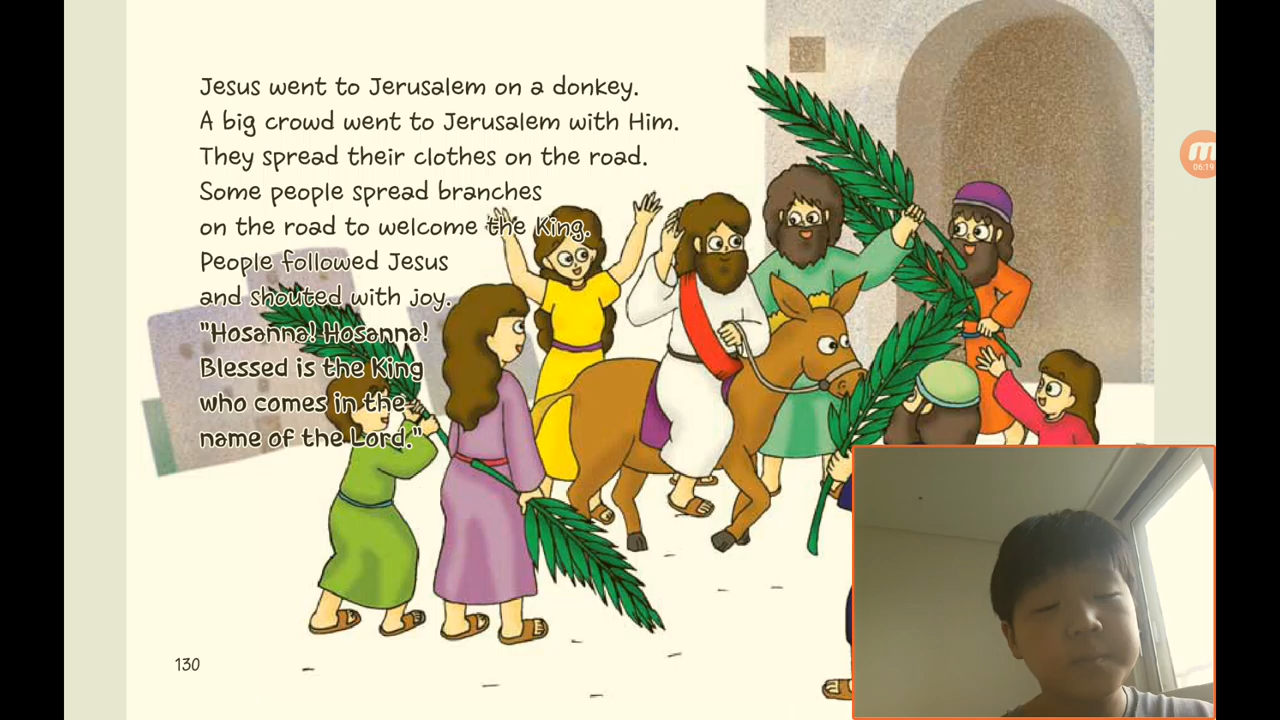 Jesus went to Jerusalem on a donkey.
A big crowd went to Jerusalem with Him.
They spread their clothes on the road.
Some people spread branches
on the road to welcome the King.
People followed Jesus
and shouted with joy.
"Hosanna! Hosanna!
Blessed is the King
who comes in the
name of the Lord."
130
06:19